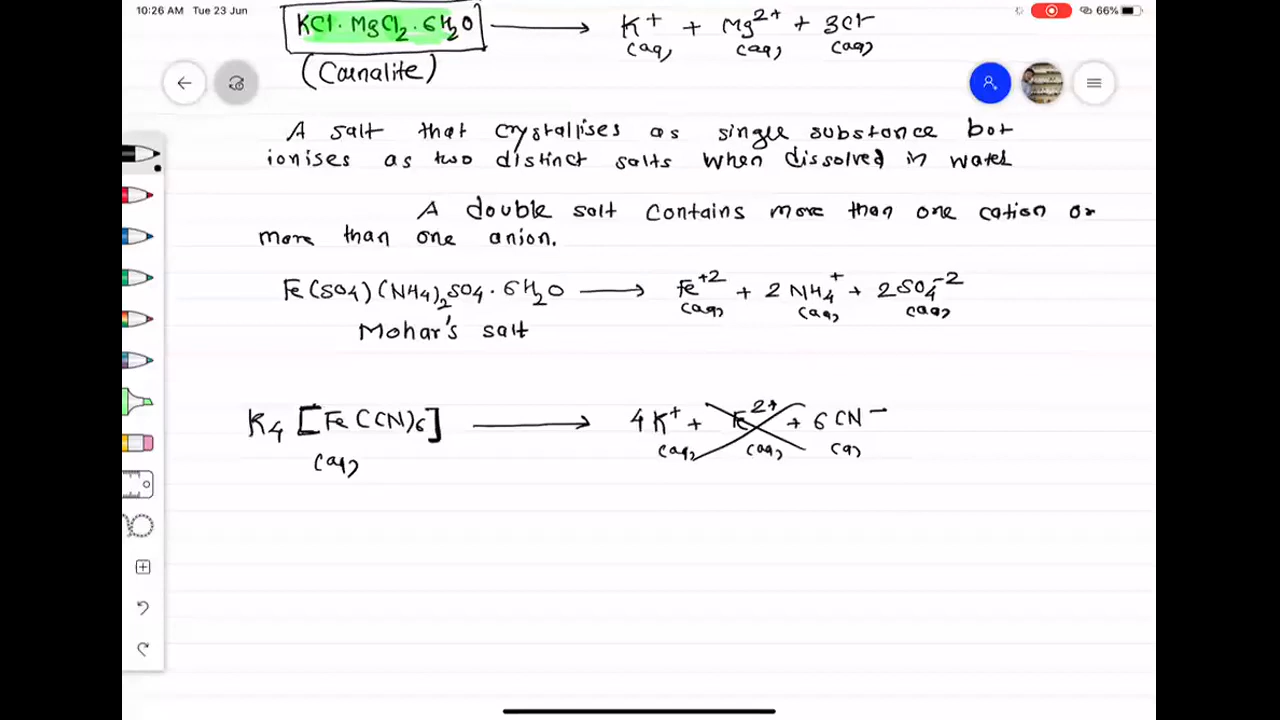 10:26 AM Tue 23 Jun
66%
KCl · MgCl2 . 6H2O ⟶ K+ (aq) + Mg2+ (aq) + 3Cl- (aq)
(Carnalite)
A salt that crystallises as single substance but
ionises as two distinct salts when dissolved in water
A double salt contains more than one cation or
more than one anion.
Fe(SO4)(NH4)2SO4 . 6H2O ⟶ Fe+2 (aq) + 2NH4+ (aq) + 2SO4-2 (aq)
Mohar's salt
K4 [Fe(CN)6] (aq) ⟶ 4K+ (aq) + Fe2+ (aq) + 6CN- (q)